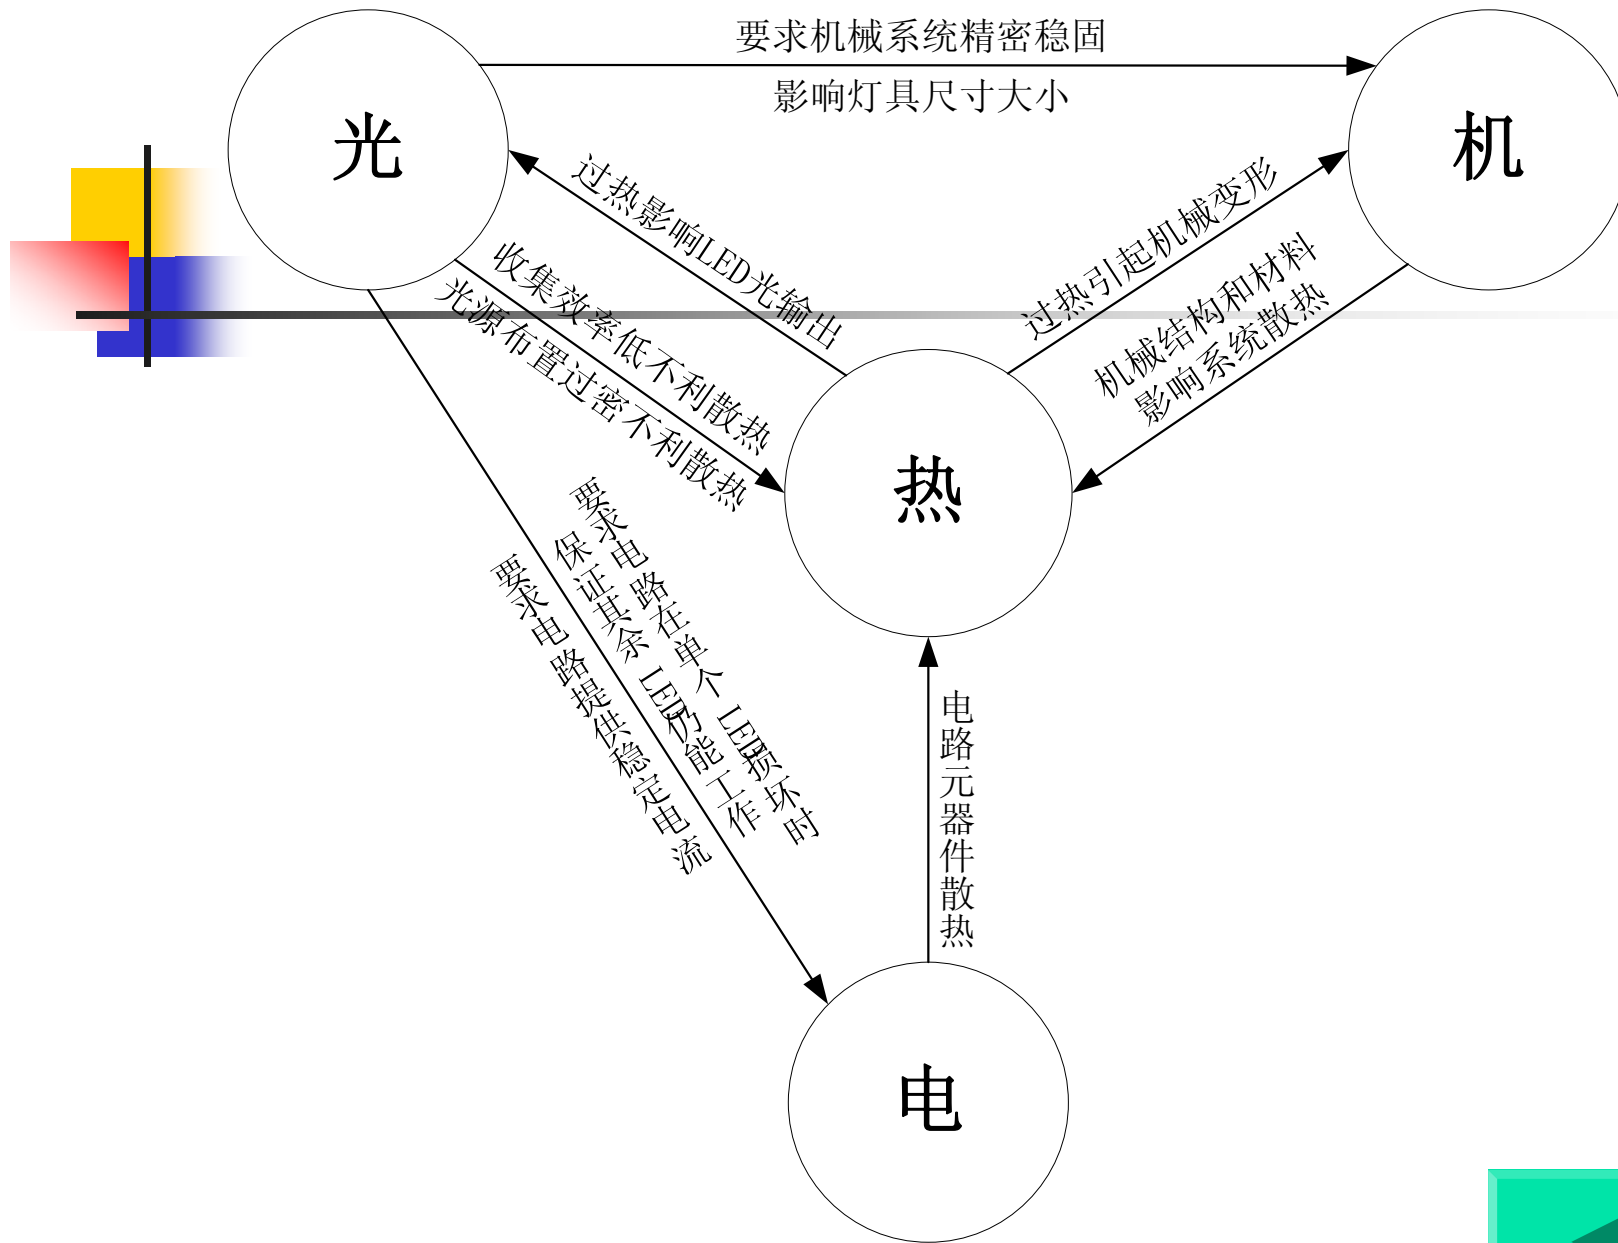 要求机械系统精密稳固
影响灯具尺寸大小
光
机
过热影响LED光输出
过热引起机械变形
收集效率低不利散热
光源布置过密不利散热
机械结构和材料
影响系统散热
热
要求电路在单个 LED损坏时
保证其余 LED仍能工作
要求电路提供稳定电流
电路元器件散热
电